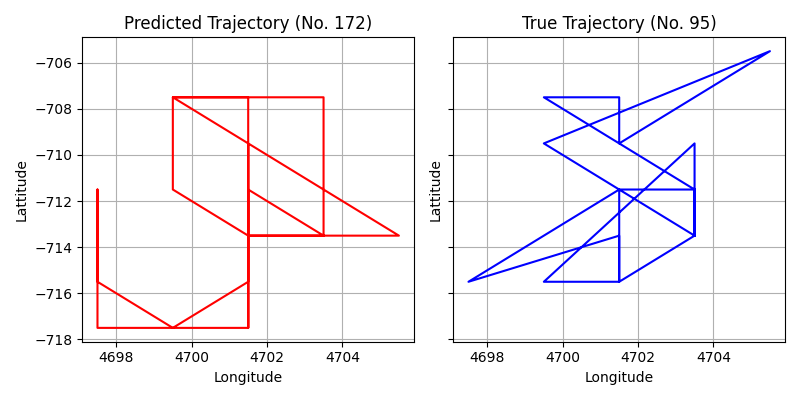 Predicted Trajectory (No. 172)
True Trajectory (No. 95)
−706
−708
−710
−712
−714
−716
−718
Lattitude
Lattitude
4698 4700 4702 4704
4698 4700 4702 4704
Longitude
Longitude